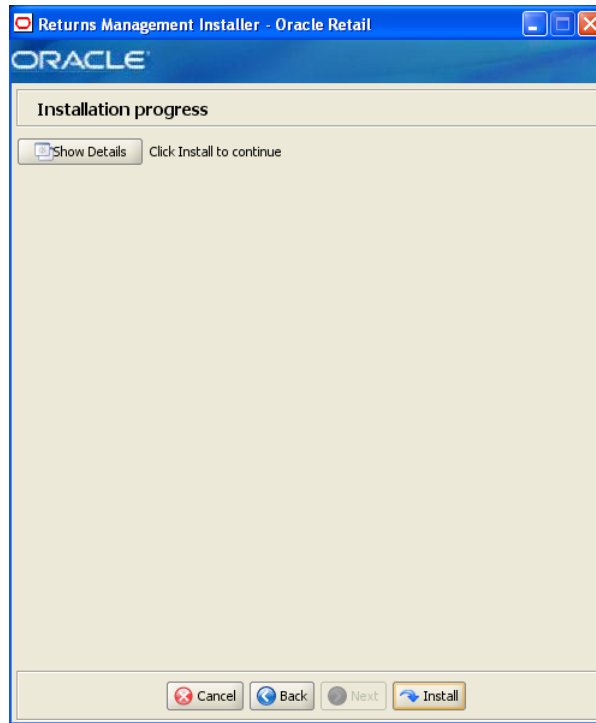 Returns Management Installer - Oracle Retail
ORACLE
Installation progress
Show Details Click Install to continue
Cancel Back Next Install